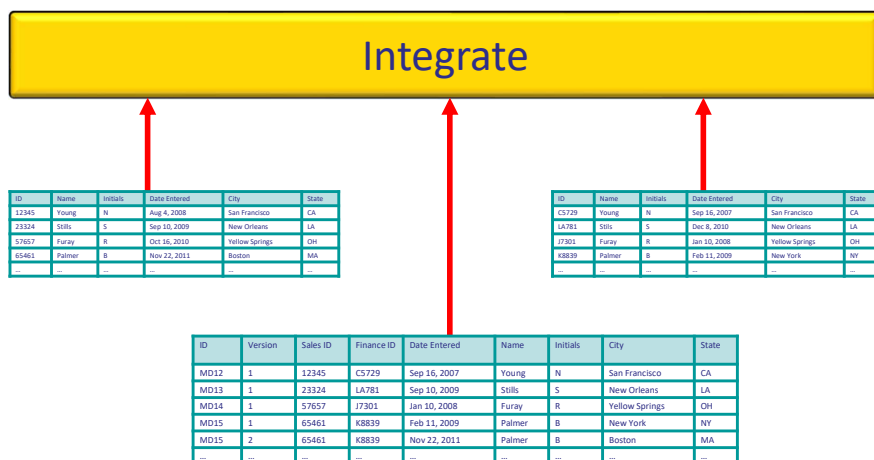 Integrate
ID Name Initials Date Entered City State
12345 Young N Aug 4, 2008 San Francisco CA
23324 Stills S Sep 10, 2009 New Orleans LA
57657 Furay R Oct 16, 2010 Yellow Springs OH
65461 Palmer B Nov 22, 2011 Boston MA
... ... ... ... ... ...
ID Name Initials Date Entered City State
C5729 Young N Sep 16, 2007 San Francisco CA
LA781 Stils S Dec 8, 2010 New Orleans LA
J7301 Furay R Jan 10, 2008 Yellow Springs OH
K8839 Palmer B Feb 11, 2009 New York NY
... ... ... ... ... ...
ID Version Sales ID Finance ID Date Entered Name Initials City State
MD12 1 12345 C5729 Sep 16, 2007 Young N San Francisco CA
MD13 1 23324 LA781 Sep 10, 2009 Stills S New Orleans LA
MD14 1 57657 J7301 Jan 10, 2008 Furay R Yellow Springs OH
MD15 1 65461 K8839 Feb 11, 2009 Palmer B New York NY
MD15 2 65461 K8839 Nov 22, 2011 Palmer B Boston MA
... ... ... ... ... ... ... ... ...